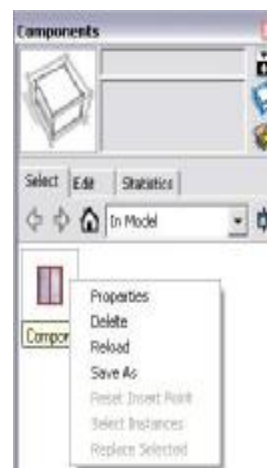 Components
Select Edit Statistics
In Model
Compor
Properties
Delete
Reload
Save As
Reset Insert Point
Select Instances
Replace Selected